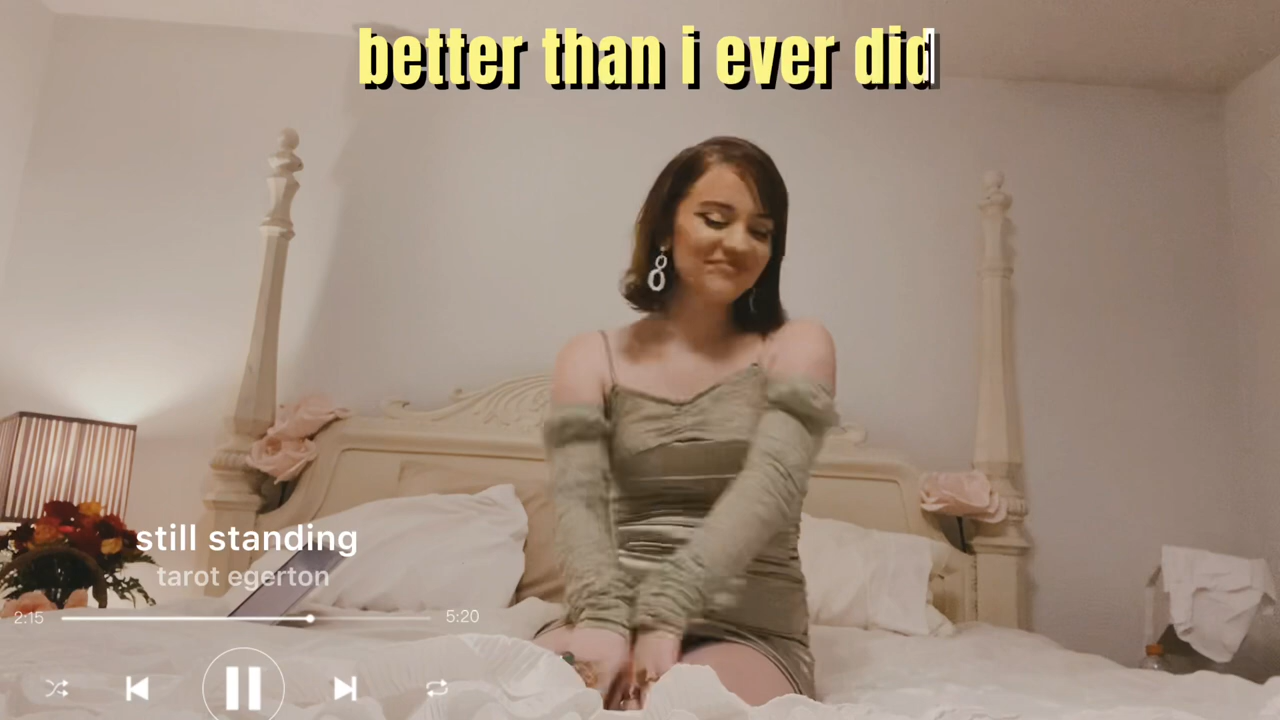 better than i ever did
still standing
tarot egerton
2:15
5:20